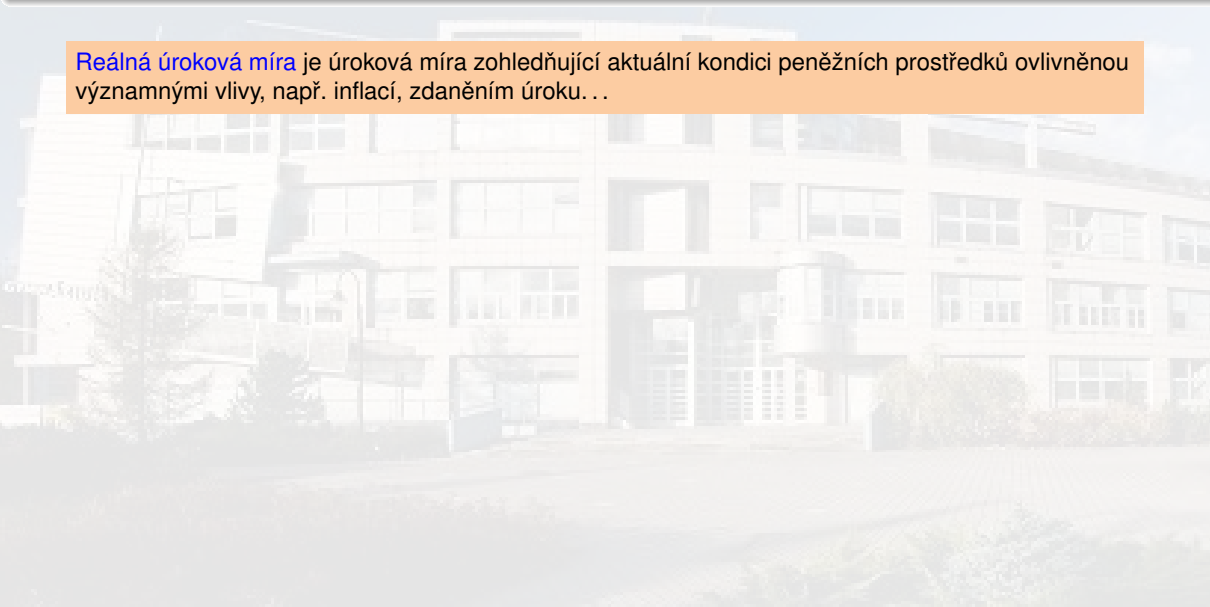 Reálná úroková míra je úroková míra zohledňující aktuální kondici peněžních prostředků ovlivněnou
významnými vlivy, např. inflací, zdaněním úroku...